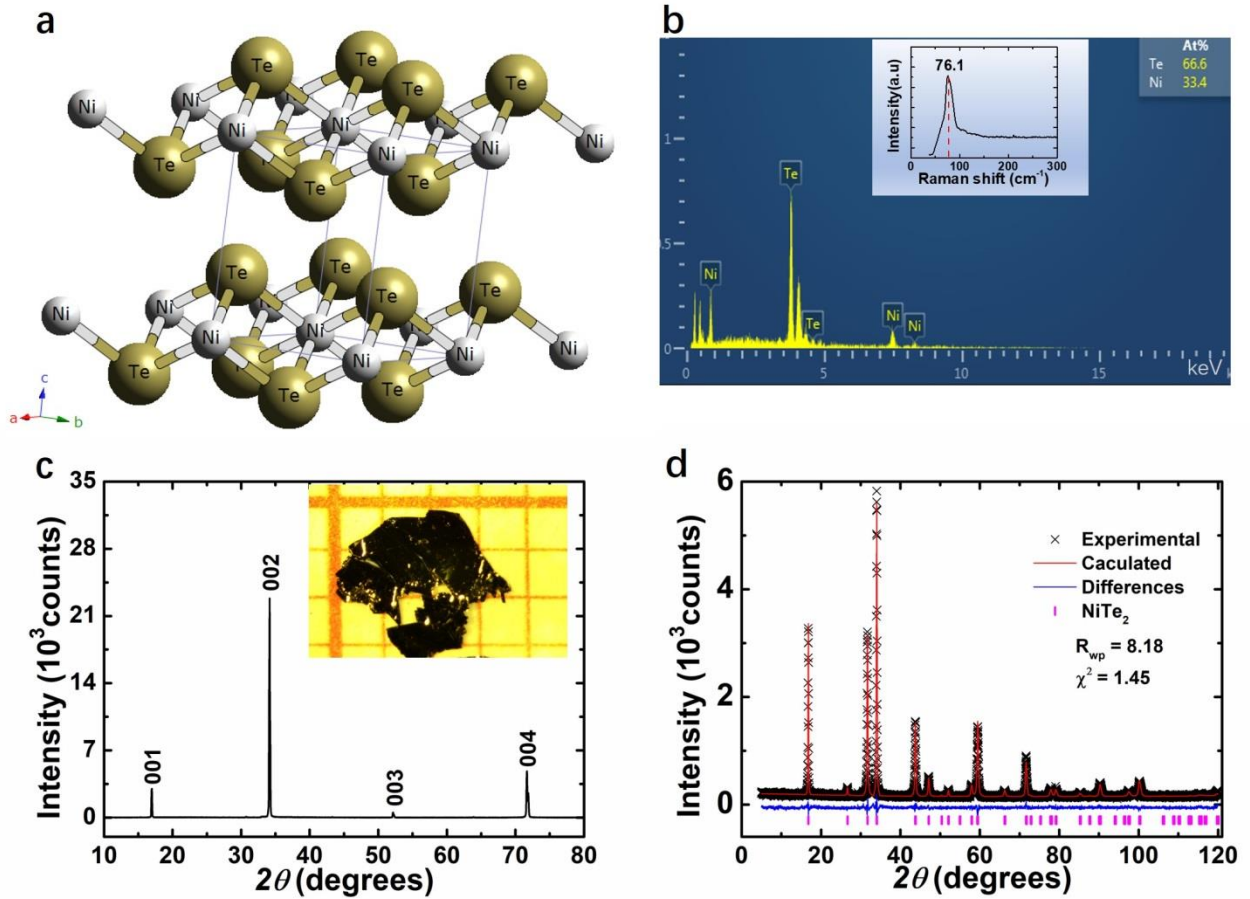 a
Te
Te
Te
Te
Ni
Ni
Ni
Ni
Ni
Ni
Ni
Te
Te
Te
Te
Te
Te
Te
Ni
Ni
Ni
Ni
Ni
Ni
Ni
Te
Te
Te
Te
c
a
b
b
At%
Te 66.6
Ni 33.4
76.1
Intensity(a.u)
0
100
200
300
Raman shift (cm⁻¹)
1
0.5
0
Ni
Te
Te
Ni
Ni
0
5
10
15
keV
c
35
28
21
14
7
0
Intensity (10³counts)
001
002
003
004
10 20 30 40 50 60 70 80
2θ (degrees)
d
6
4
2
0
Intensity (10³counts)
Experimental
Caculated
Differences
NiTe₂
Rwp = 8.18
χ² = 1.45
0 20 40 60 80 100 120
2θ (degrees)